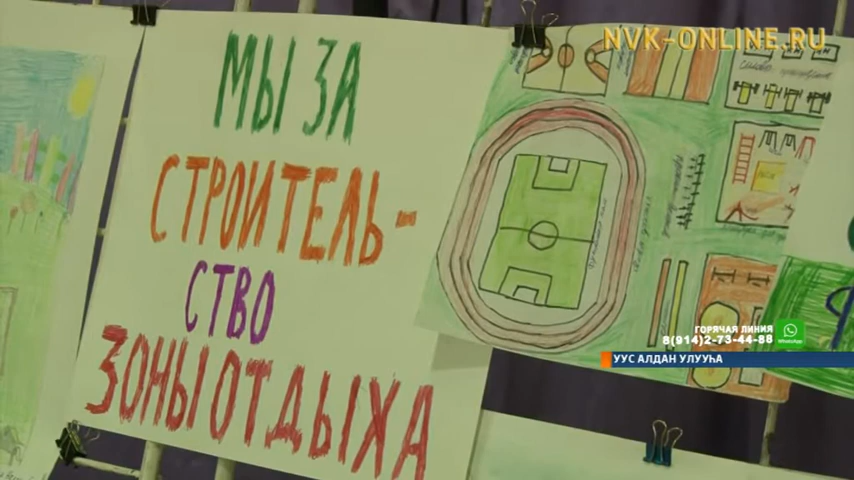 NVK-ONLINE.RU
МЫ ЗА
СТРОИТЕЛЬ-
СТВО
ЗОНЫ ОТДЫХА
ГОРЯЧАЯ ЛИНИЯ
8(914)2-73-44-88
WhatsApp
УУС АЛДАН УЛУУҺА